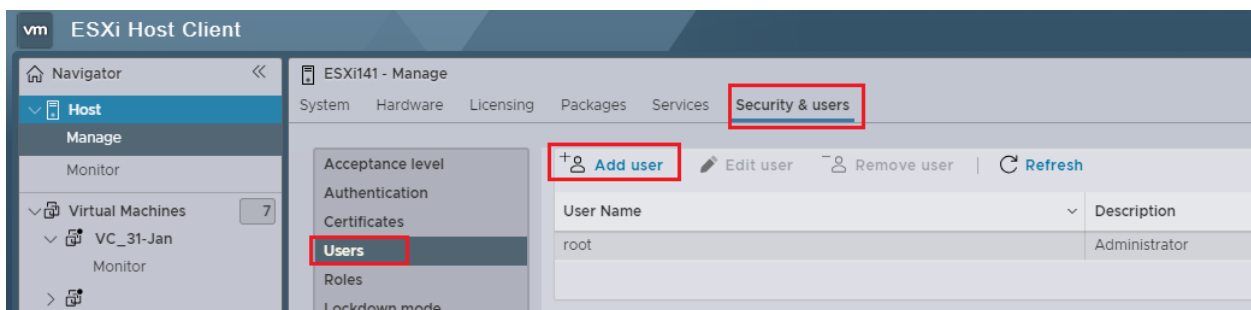 vm ESXi Host Client
Navigator
Host
Manage
Monitor
Virtual Machines 7
VC_31-Jan
Monitor
ESXi141 - Manage
System Hardware Licensing Packages Services Security & users
Acceptance level
Authentication
Certificates
Users
Roles
Lockdown mode
Add user Edit user Remove user Refresh
User Name Description
root Administrator